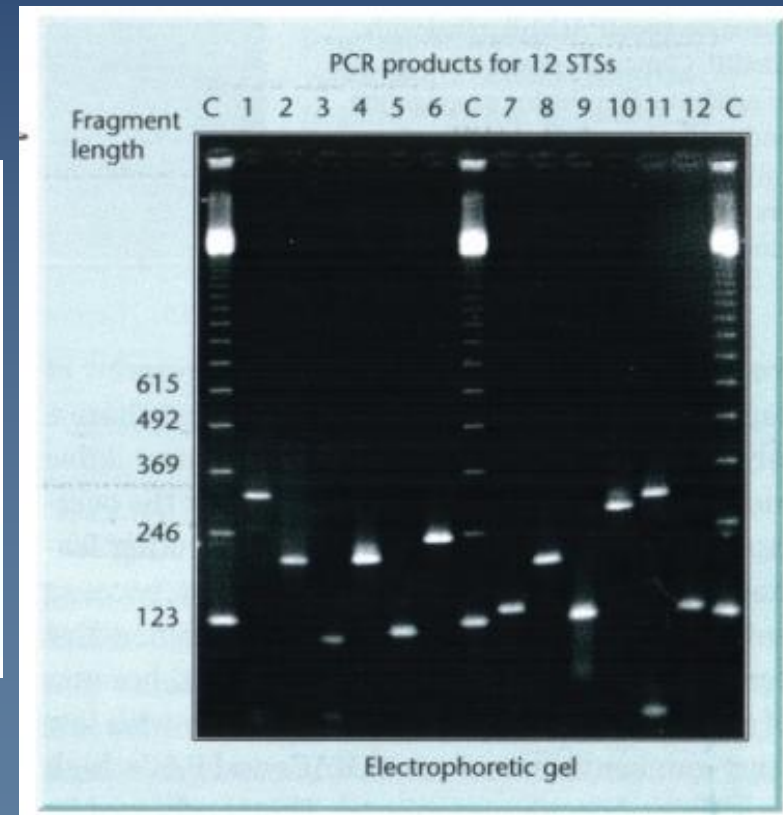 PCR products for 12 STSs
Fragment length
C 1 2 3 4 5 6 C 7 8 9 10 11 12 C
615
492
369
246
123
Electrophoretic gel